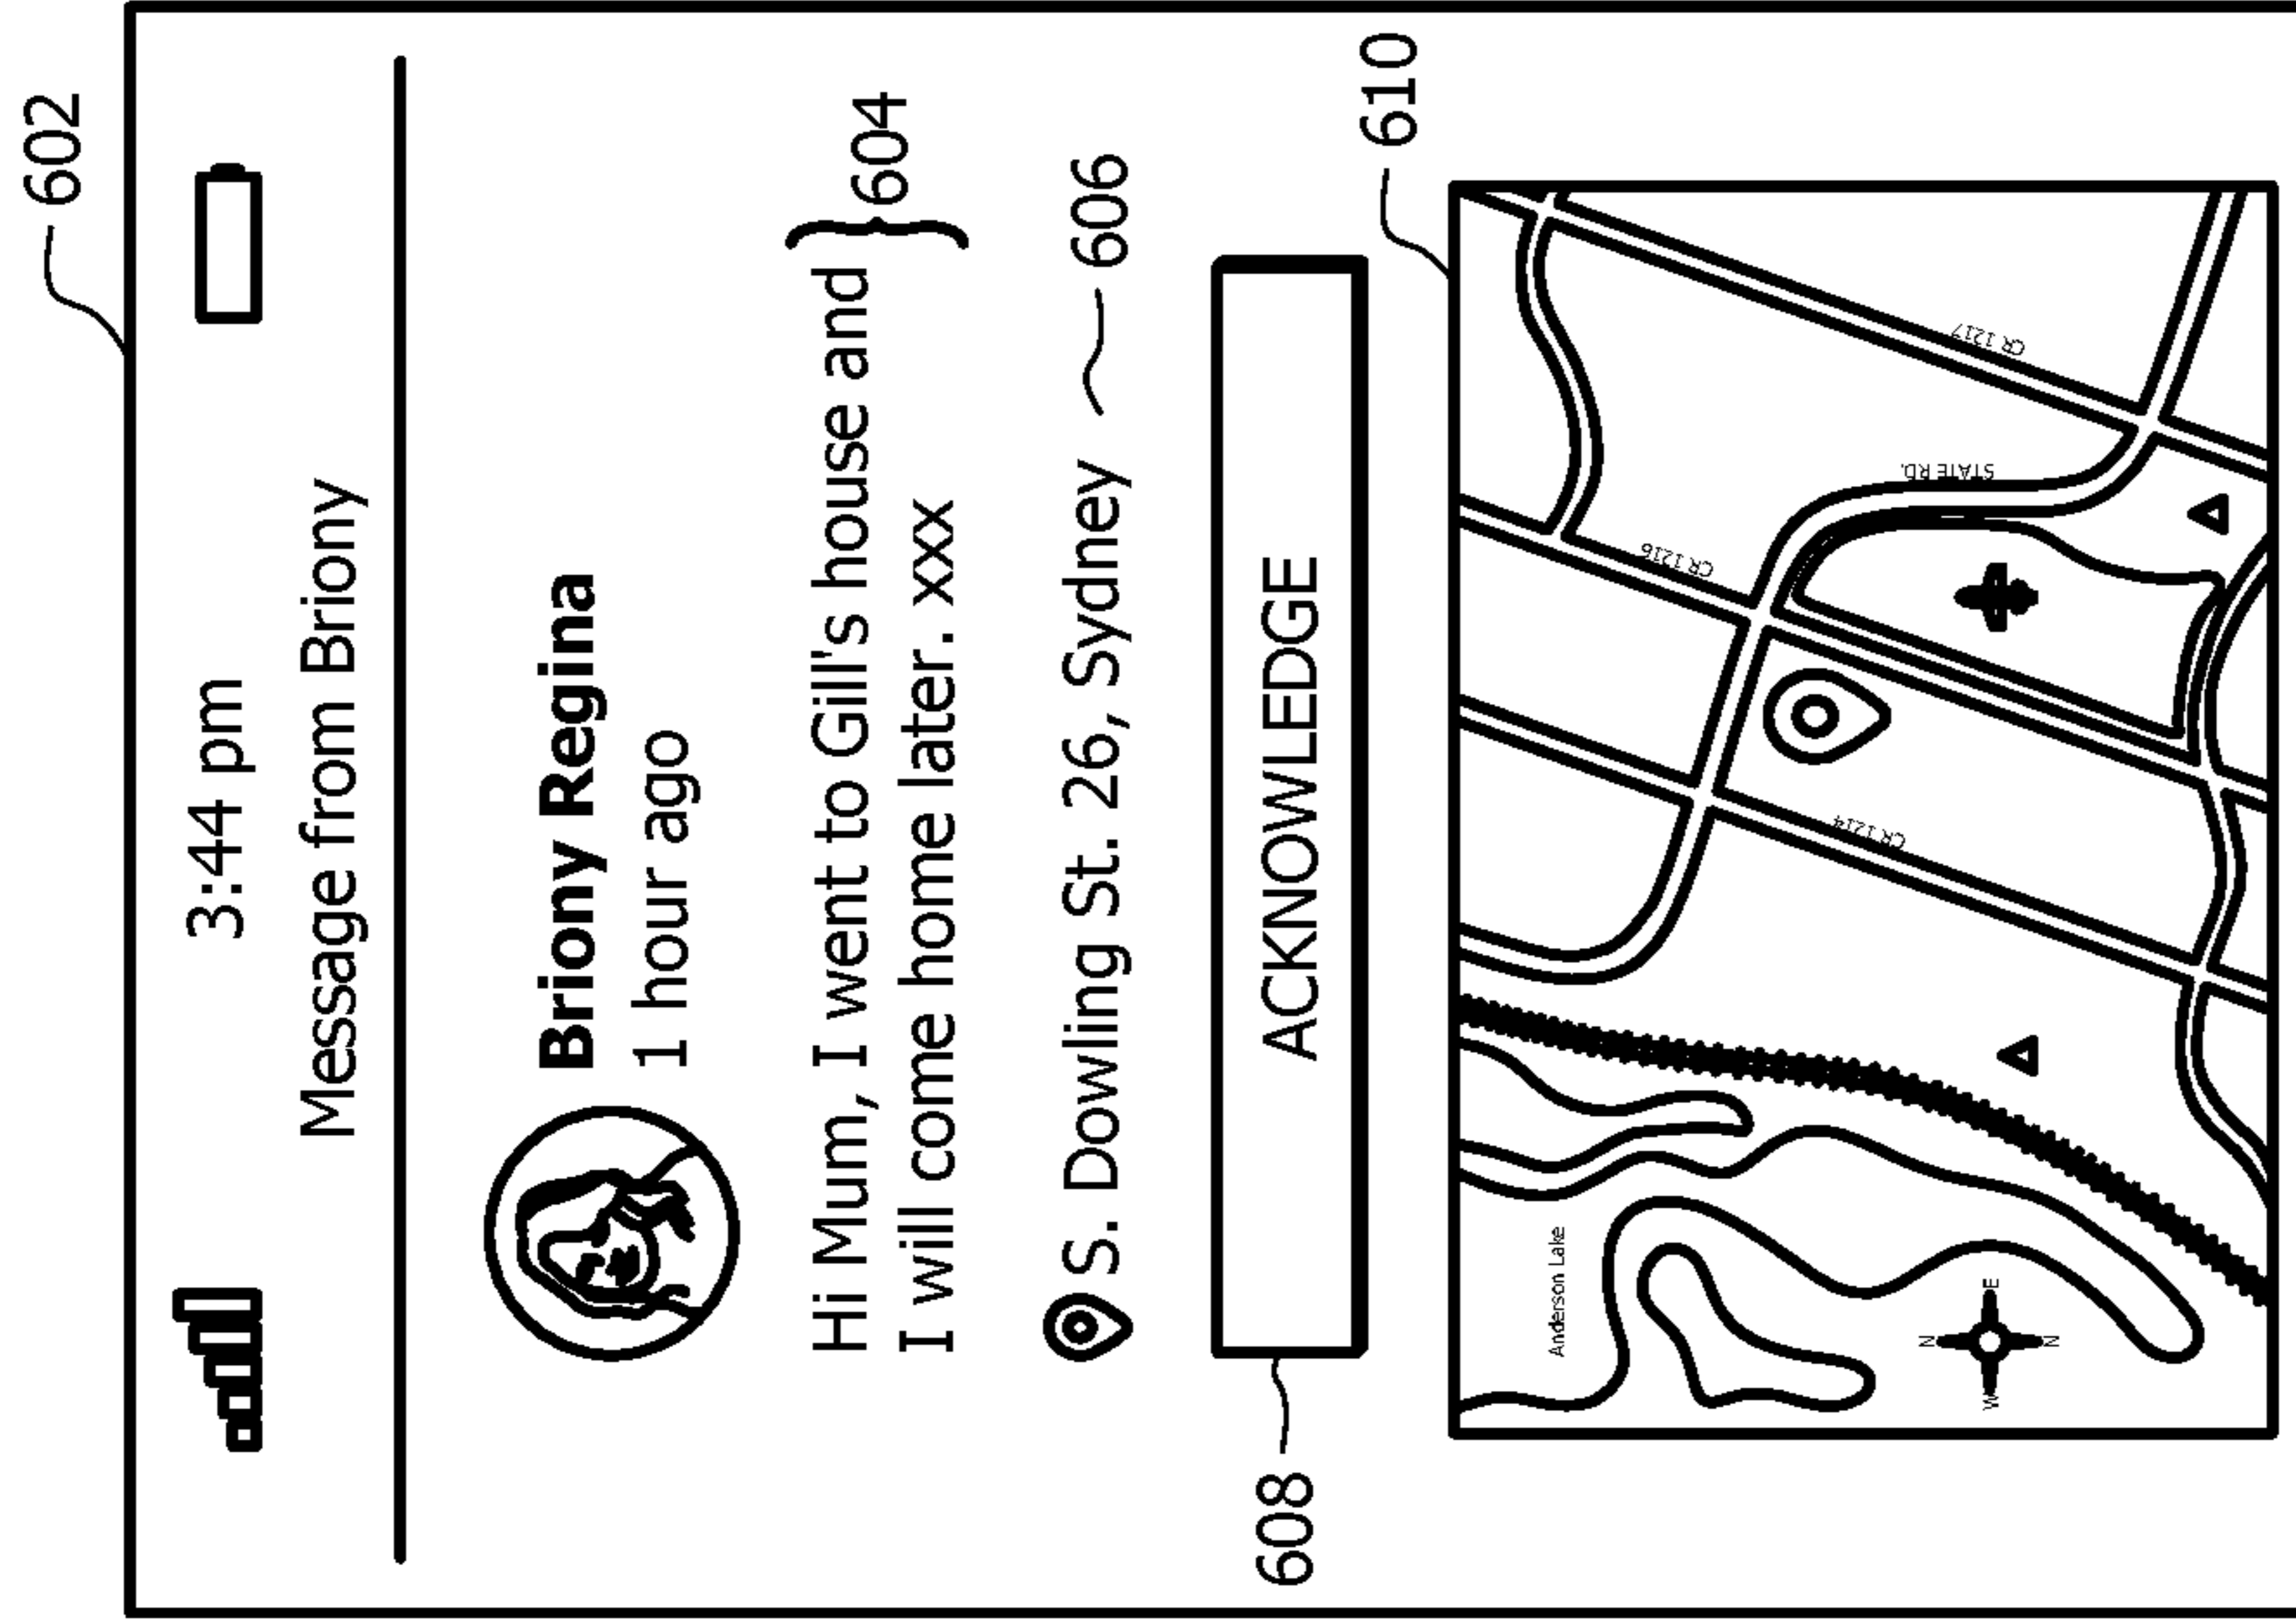 602
3:44 pm
Message from Briony
Briony Regina
1 hour ago
Hi Mum, I went to Gill's house and
I will come home later. xxx
604
S. Dowling St. 26, Sydney
606
608
ACKNOWLEDGE
610
Anderson Lake
CR 1214
CR 1216
CR 1217
STATE RD.
N
W
E
N